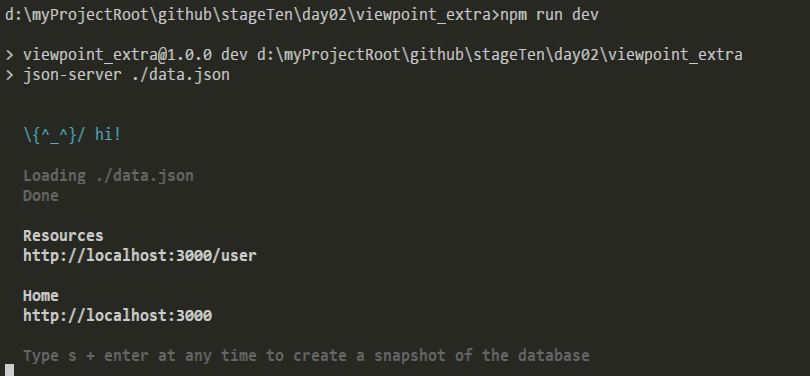 d:\myProjectRoot\github\stageTen\day02\viewpoint_extra>npm run dev
> viewpoint_extra@1.0.0 dev d:\myProjectRoot\github\stageTen\day02\viewpoint_extra
> json-server ./data.json
\{^_^}/ hi!
Loading ./data.json
Done
Resources
http://localhost:3000/user
Home
http://localhost:3000
Type s + enter at any time to create a snapshot of the database